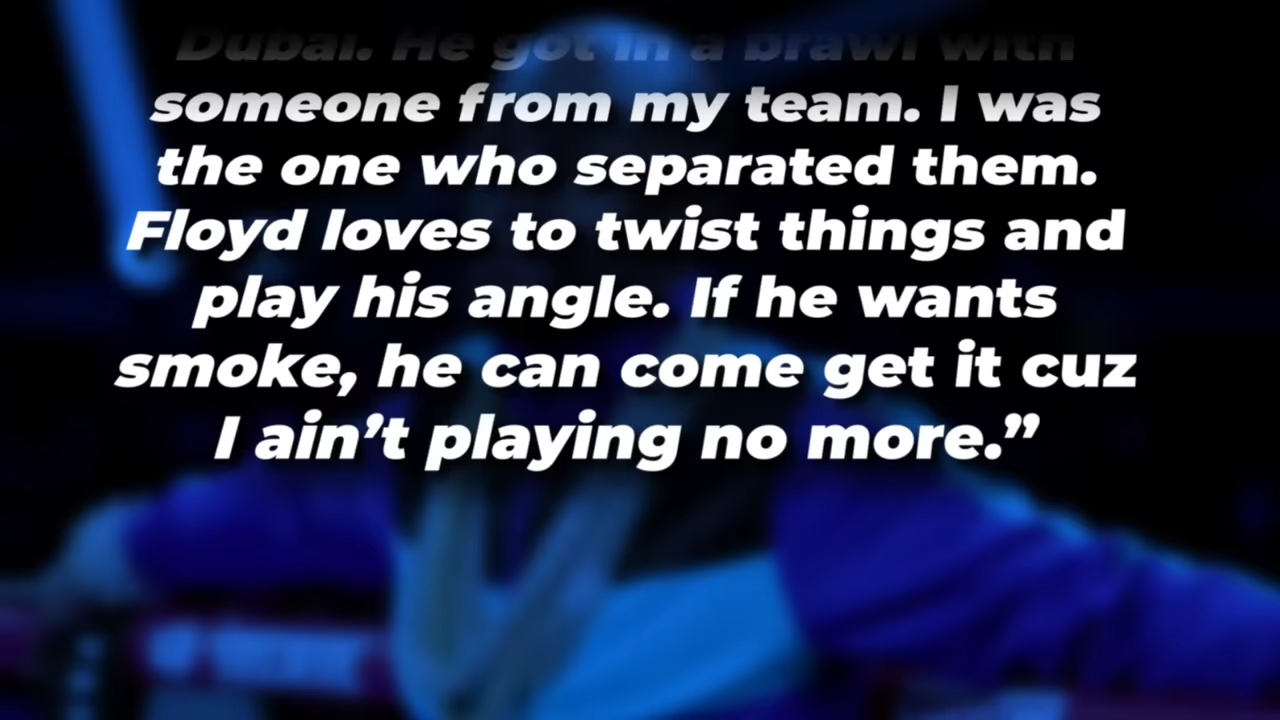 Dubai. He got in a brawl with
someone from my team. I was
the one who separated them.
Floyd loves to twist things and
play his angle. If he wants
smoke, he can come get it cuz
I ain’t playing no more.”